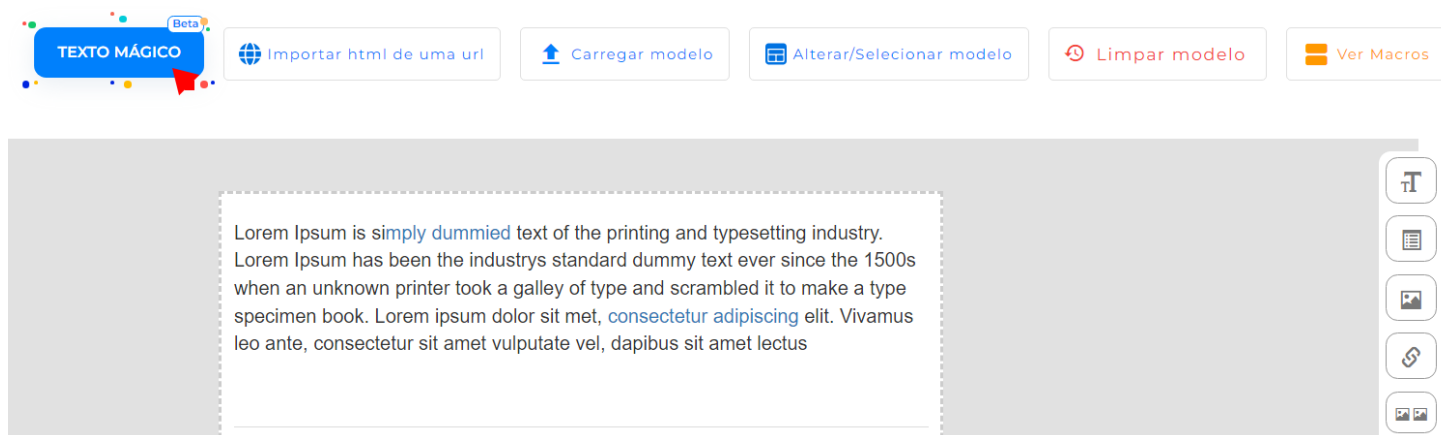 Beta
TEXTO MÁGICO
Importar html de uma url
Carregar modelo
Alterar/Selecionar modelo
Limpar modelo
Ver Macros
Lorem Ipsum is simply dummied text of the printing and typesetting industry.
Lorem Ipsum has been the industrys standard dummy text ever since the 1500s
when an unknown printer took a galley of type and scrambled it to make a type
specimen book. Lorem ipsum dolor sit met, consectetur adipiscing elit. Vivamus
leo ante, consectetur sit amet vulputate vel, dapibus sit amet lectus
TT